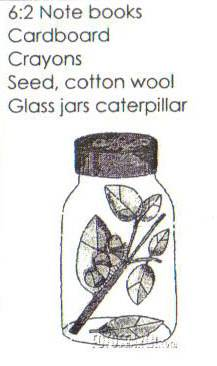 6:2 Note books
Cardboard
Crayons
Seed, cotton wool
Glass jars caterpillar